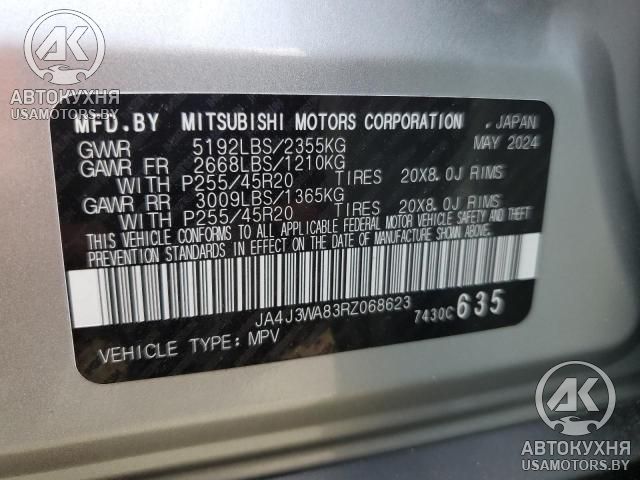 AK
АВТОКУХНЯ
USAMOTORS.BY
MFD.BY MITSUBISHI MOTORS CORPORATION JAPAN
GVWR 5192LBS/2355KG MAY 2024
GAWR FR 2668LBS/1210KG
WITH P255/45R20 TIRES 20X8.0J RIMS
GAWR RR 3009LBS/1365KG
WITH P255/45R20 TIRES 20X8.0J RIMS
THIS VEHICLE CONFORMS TO ALL APPLICABLE FEDERAL MOTOR VEHICLE SAFETY AND THEFT
PREVENTION STANDARDS IN EFFECT ON THE DATE OF MANUFACTURE SHOWN ABOVE.
JA4J3WA83RZ068623 7430C635
VEHICLE TYPE: MPV
AK
АВТОКУХНЯ
USAMOTORS.BY